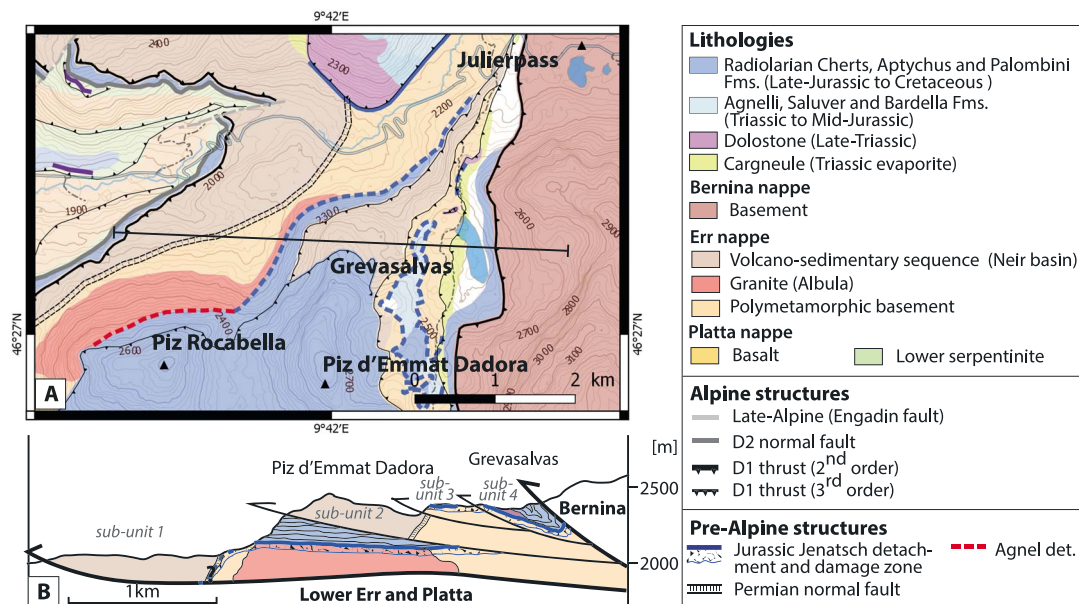 9°42'E
2400
2300
Julierpass
2200
2000
1900
2300
2600
2900
Grevasalvas
2800
2500
2400
2700
46°27'N
46°27'N
2600
Piz Rocabella
3000
3100
Piz d'Emmat Dadora
2700
0 1 2 km
A
9°42'E
[m]
Piz d'Emmat Dadora
Grevasalvas
sub-unit 3
sub-unit 4
2500
Bernina
sub-unit 1
sub-unit 2
2000
B
1km
Lower Err and Platta
Lithologies
Radiolarian Cherts, Aptychus and Palombini
Fms. (Late-Jurassic to Cretaceous )
Agnelli, Saluver and Bardella Fms.
(Triassic to Mid-Jurassic)
Dolostone (Late-Triassic)
Cargneule (Triassic evaporite)
Bernina nappe
Basement
Err nappe
Volcano-sedimentary sequence (Neir basin)
Granite (Albula)
Polymetamorphic basement
Platta nappe
Basalt Lower serpentinite
Alpine structures
Late-Alpine (Engadin fault)
D2 normal fault
D1 thrust (2nd order)
D1 thrust (3rd order)
Pre-Alpine structures
Jurassic Jenatsch detach-
ment and damage zone
Agnel det.
Permian normal fault